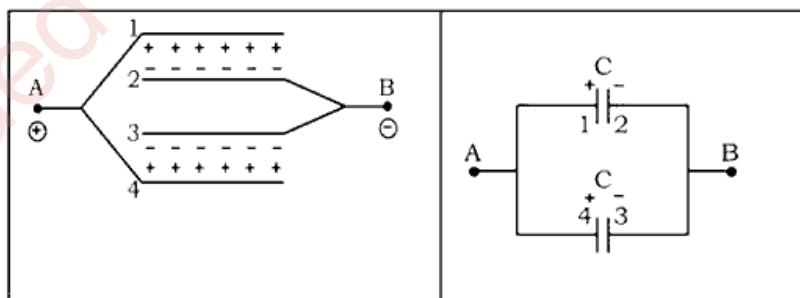 1
+ + + + + +
− − − − − −
2
A
B
⊕
⊖
3
− − − − − −
+ + + + + +
4
C
+ −
1 2
A
B
C
+ −
4 3